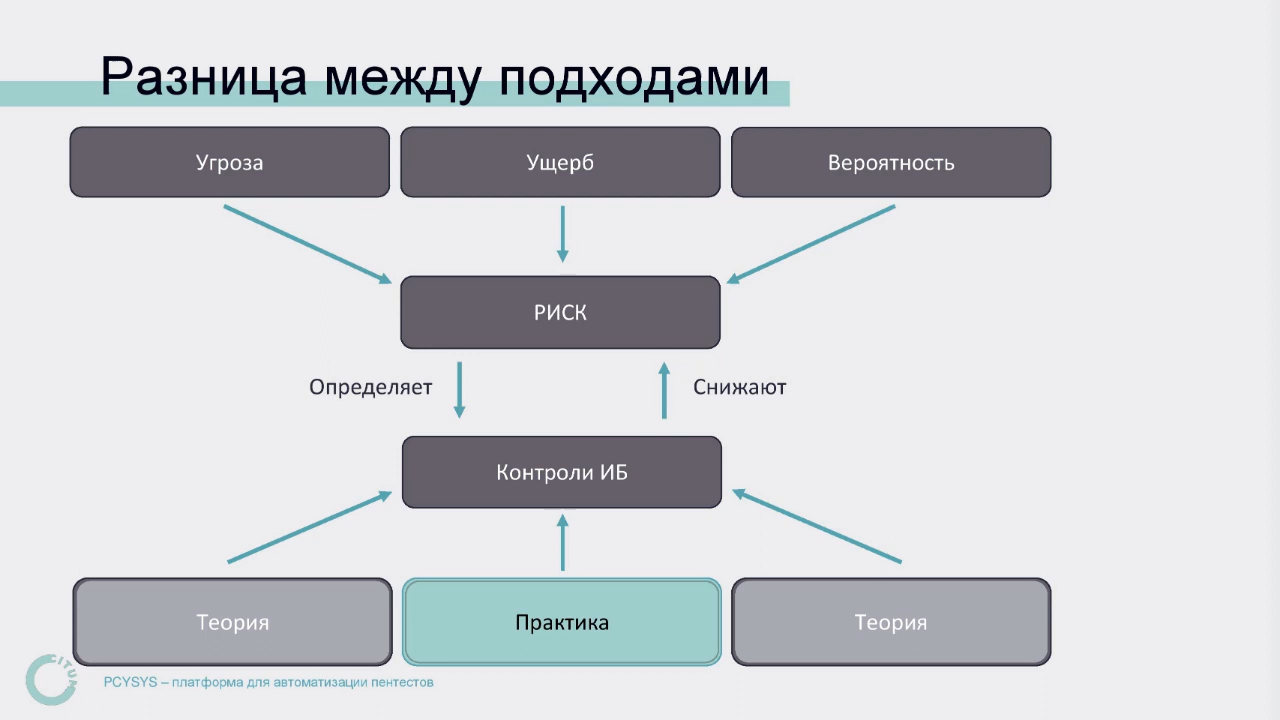 Разница между подходами
Угроза
Ущерб
Вероятность
РИСК
Определяет
Снижают
Контроли ИБ
Теория
Практика
Теория
CITUM
PCYSYS – платформа для автоматизации пентестов